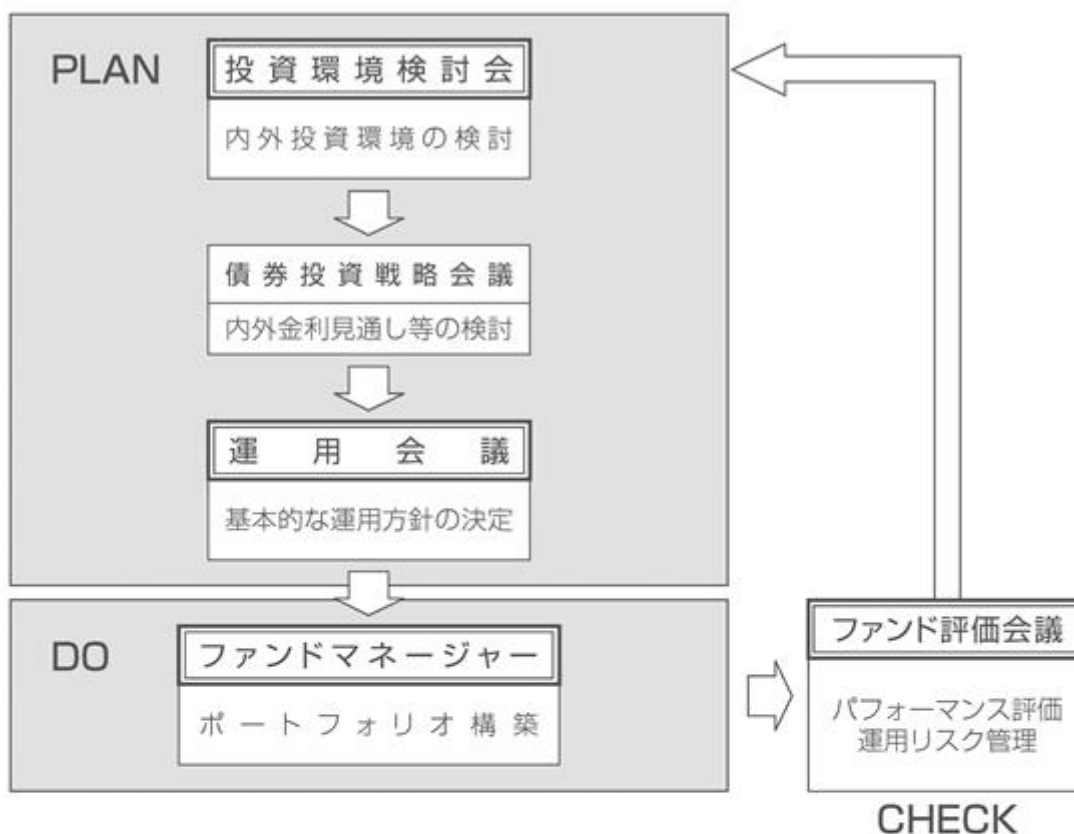 PLAN
投資環境検討会
内外投資環境の検討
債券投資戦略会議
内外金利見通し等の検討
運用会議
基本的な運用方針の決定
DO
ファンドマネージャー
ポートフォリオ構築
ファンド評価会議
パフォーマンス評価
運用リスク管理
CHECK